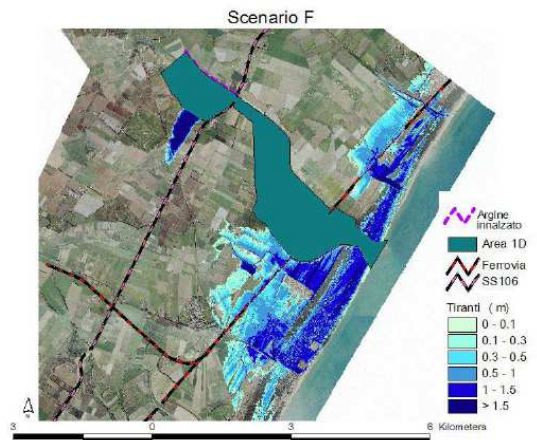 Scenario F
Argine
innalzato
Area 1D
Ferrovia
SS106
Tiranti ( m)
0 - 0.1
0.1 - 0.3
0.3 - 0.5
0.5 - 1
1 - 1.5
> 1.5
N
3 0 3 6 Kilometers